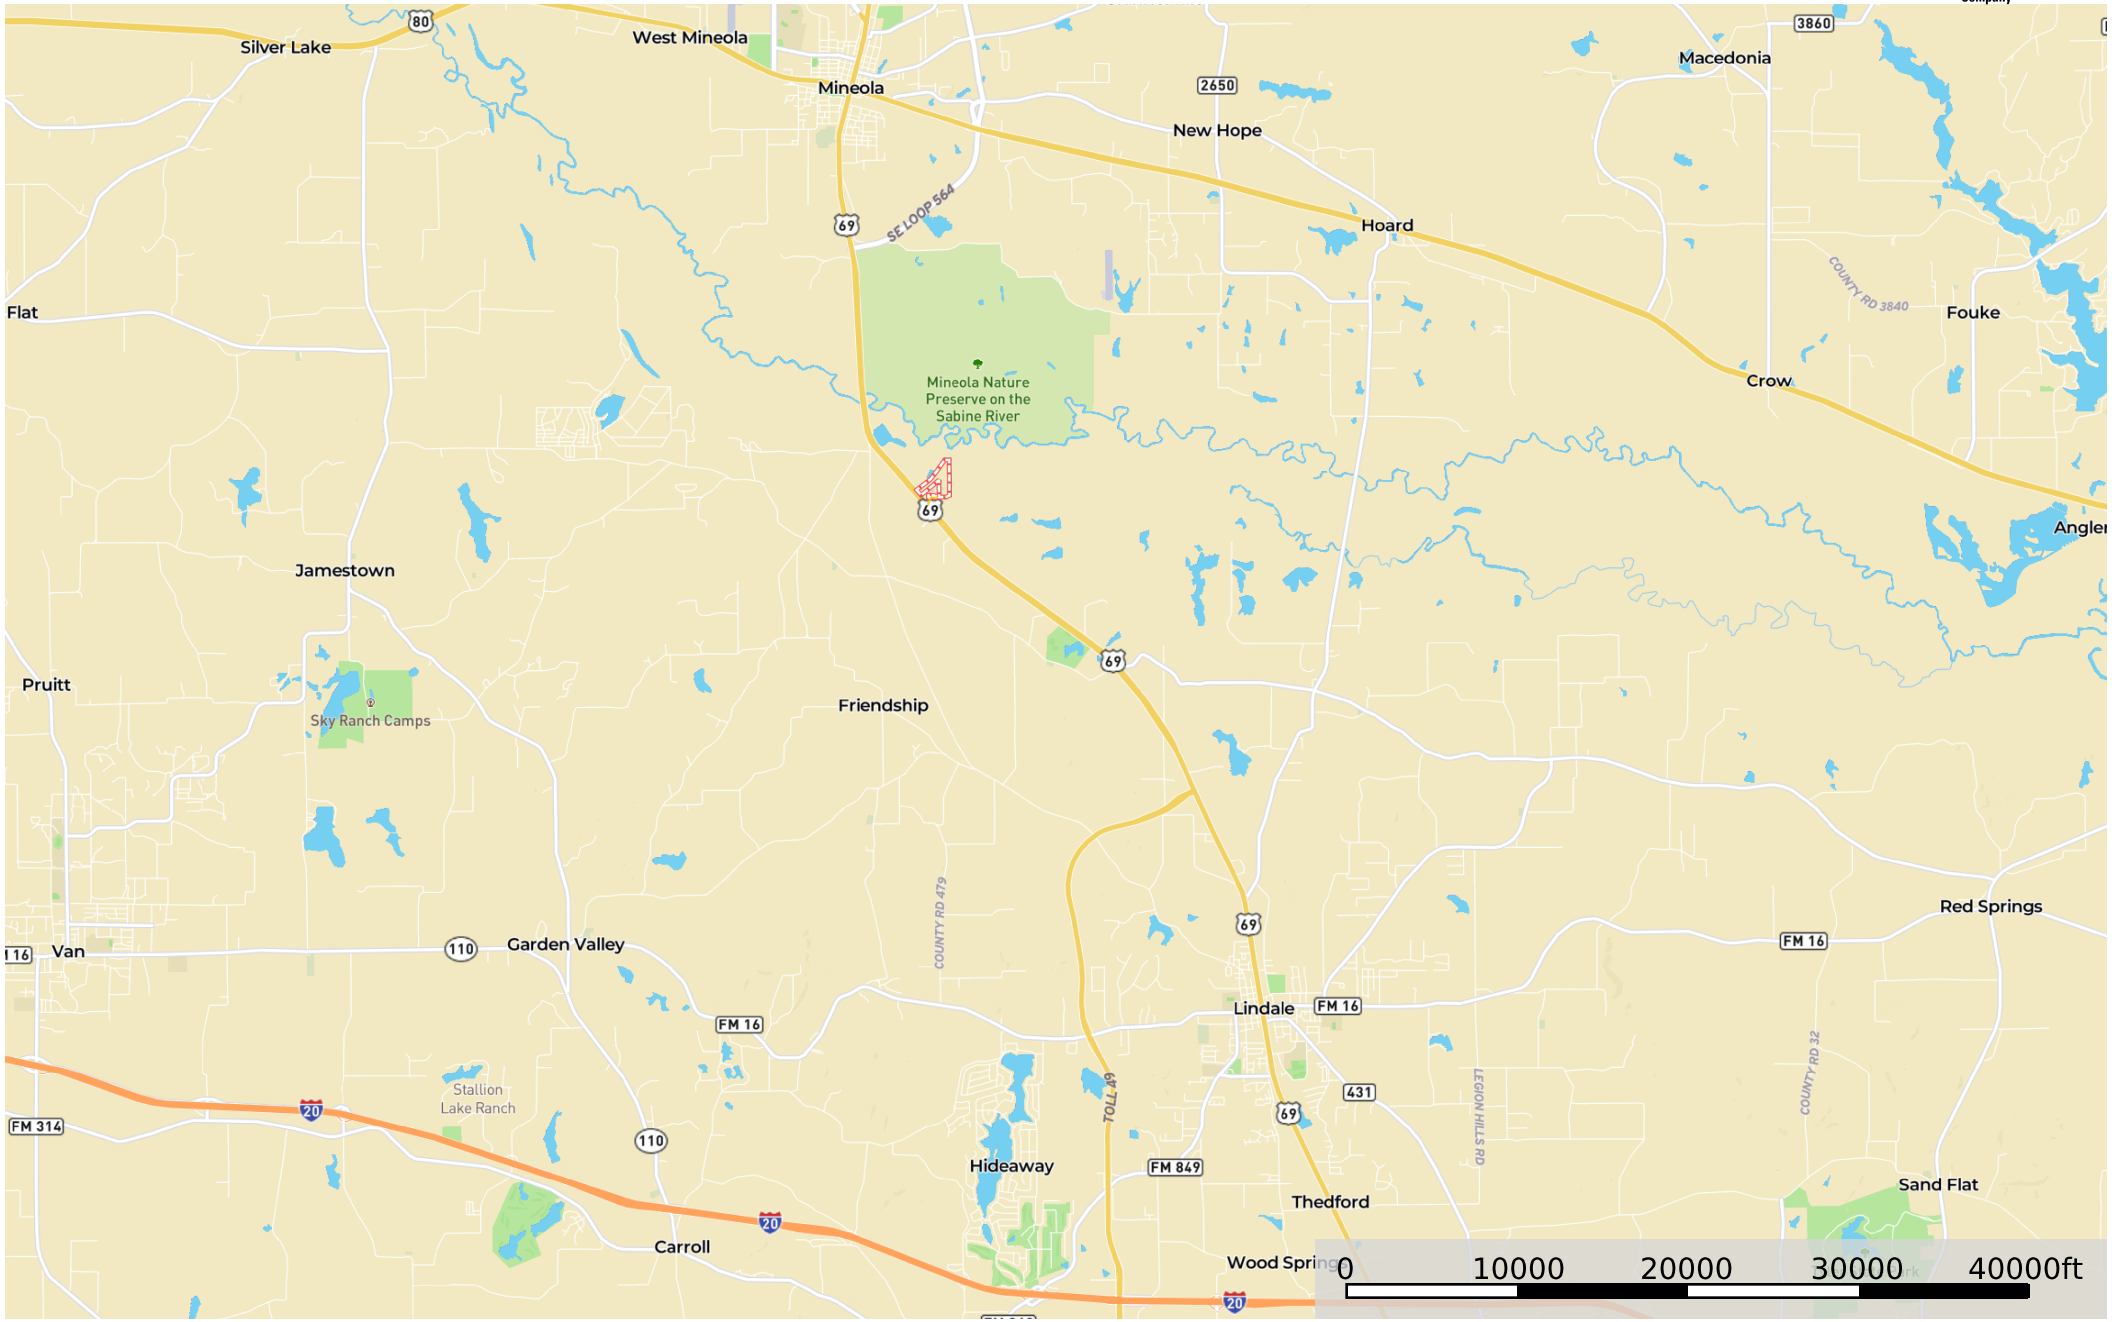 Company
80
Silver Lake
West Mineola
3860
Macedonia
Mineola
2650
New Hope
SE LOOP 564
69
Hoard
COUNTY RD 3840
Flat
Fouke
Mineola Nature
Preserve on the
Sabine River
Crow
69
Angler
Jamestown
69
Pruitt
Sky Ranch Camps
Friendship
COUNTY RD 479
Red Springs
69
FM 16
Garden Valley
110
Van
16
FM 16
Lindale
FM 16
COUNTY RD 32
LEGION HILLS RD
TOLL 49
Stallion
Lake Ranch
431
20
69
FM 314
110
Hideaway
FM 849
Sand Flat
Thedford
20
Carroll
Wood Springs
0 10000 20000 30000 40000ft
20